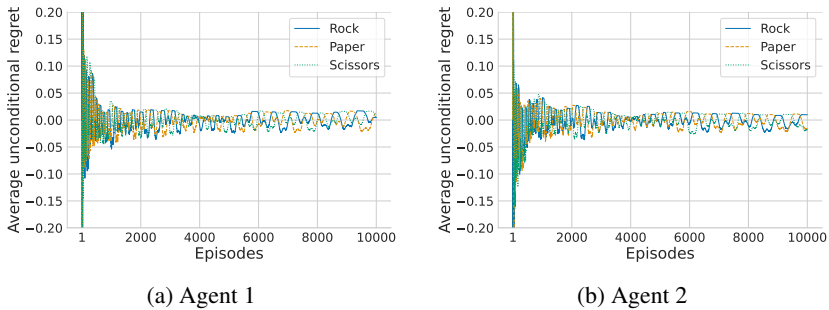 Average unconditional regret
0.20
0.15
0.10
0.05
0.00
−0.05
−0.10
−0.15
−0.20
Rock
Paper
Scissors
1 2000 4000 6000 8000 10000
Episodes
(a) Agent 1
Average unconditional regret
0.20
0.15
0.10
0.05
0.00
−0.05
−0.10
−0.15
−0.20
Rock
Paper
Scissors
1 2000 4000 6000 8000 10000
Episodes
(b) Agent 2